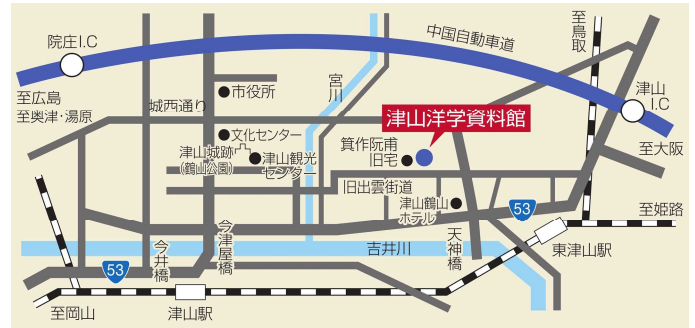 至鳥取
中国自動車道
院庄I.C
宮川
津山
I.C
至広島
至奥津・湯原
市役所
城西通り
津山洋学資料館
文化センター
箕作阮甫
旧宅
津山城跡
(鶴山公園)
津山観光
センター
至大阪
旧出雲街道
津山鶴山
ホテル
53
至姫路
今津屋橋
今井橋
吉井川
天神橋
東津山駅
53
至岡山
津山駅